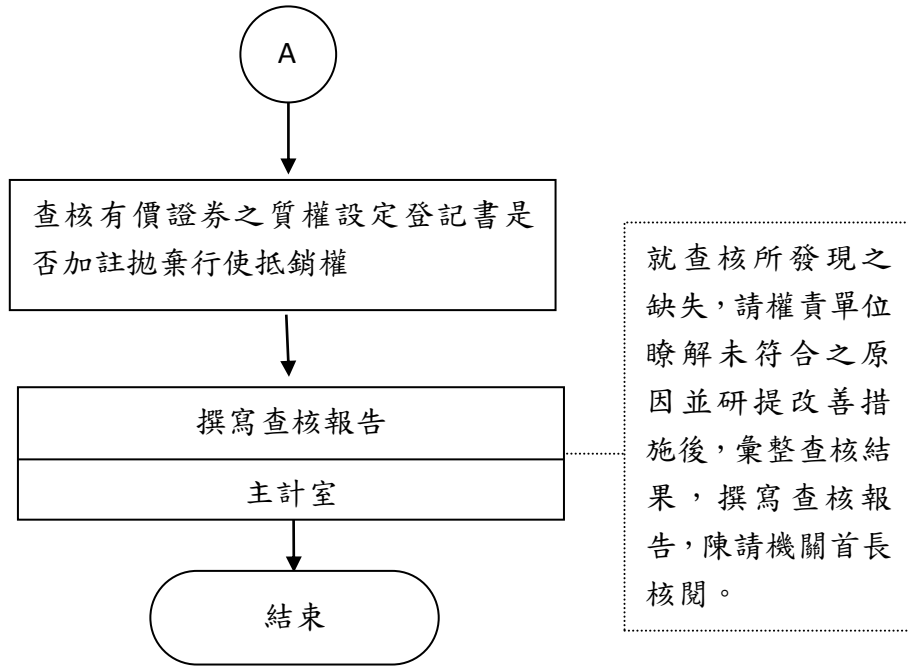 A
查核有價證券之質權設定登記書是
否加註拋棄行使抵銷權
撰寫查核報告
主計室
結束
就查核所發現之
缺失，請權責單位
瞭解未符合之原
因並研提改善措
施後，彙整查核結
果，撰寫查核報
告，陳請機關首長
核閱。